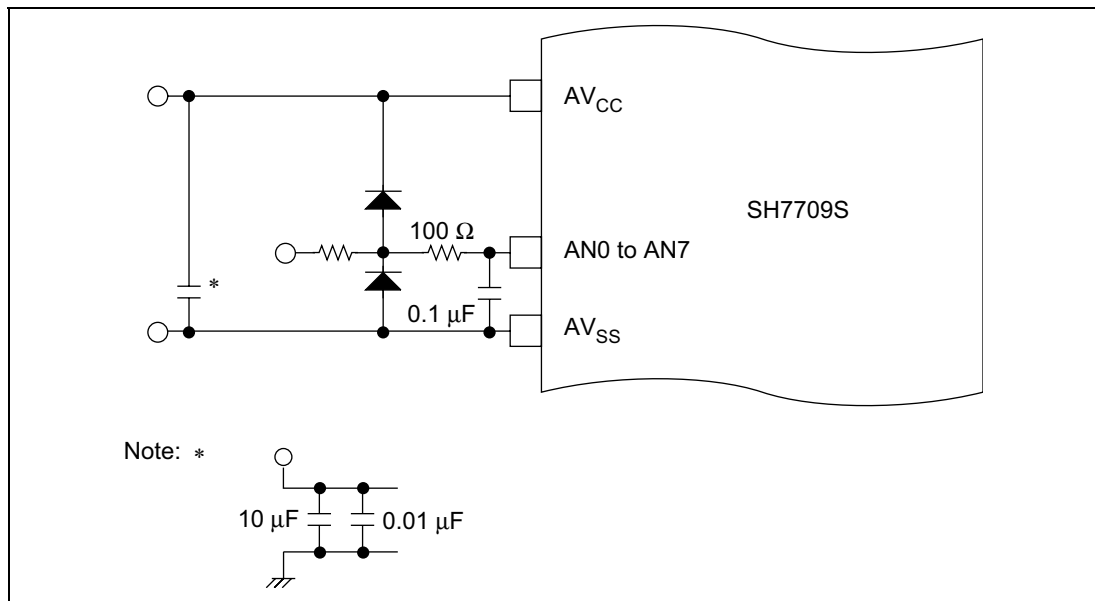 AVCC
SH7709S
100 Ω
AN0 to AN7
*
0.1 μF
AVSS
Note: *
10 μF
0.01 μF